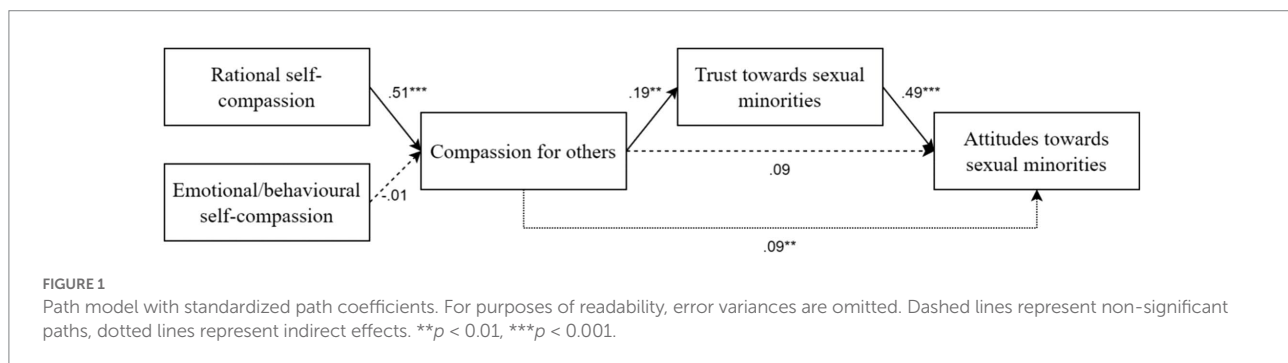 Rational self-
compassion
.51***
Emotional/behavioural
self-compassion
-.01
Compassion for others
.19**
Trust towards sexual
minorities
.49***
.09
Attitudes towards
sexual minorities
.09**
FIGURE 1
Path model with standardized path coefficients. For purposes of readability, error variances are omitted. Dashed lines represent non-significant
paths, dotted lines represent indirect effects. **p < 0.01, ***p < 0.001.